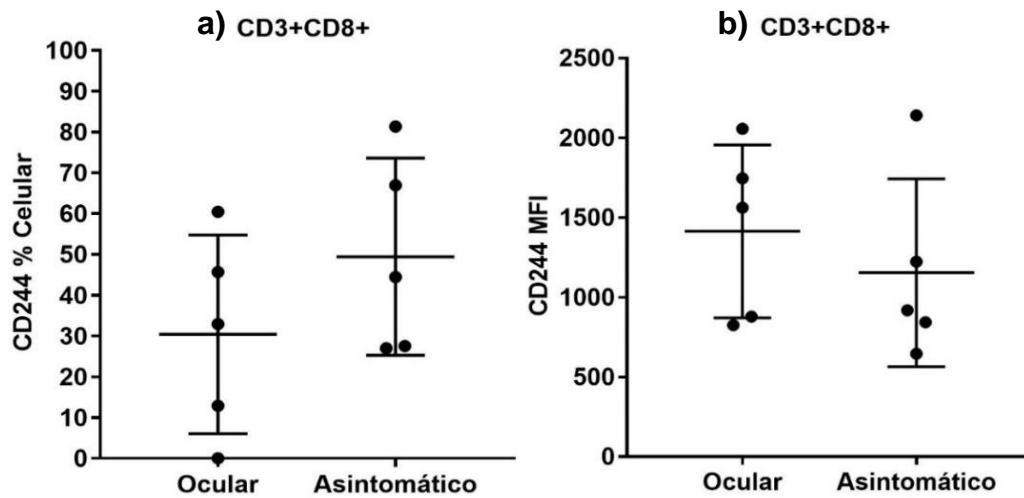 a) CD3+CD8+
CD244 % Celular
100
90
80
70
60
50
40
30
20
10
0
Ocular Asintomático
b) CD3+CD8+
CD244 MFI
2500
2000
1500
1000
500
0
Ocular Asintomático